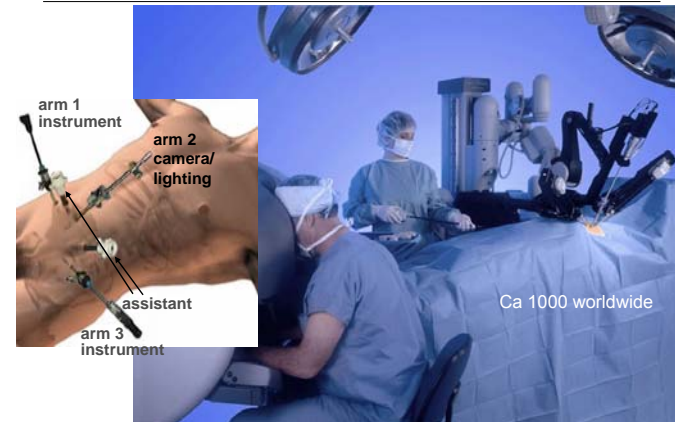 arm 1
instrument
arm 2
camera/
lighting
assistant
arm 3
instrument
Ca 1000 worldwide